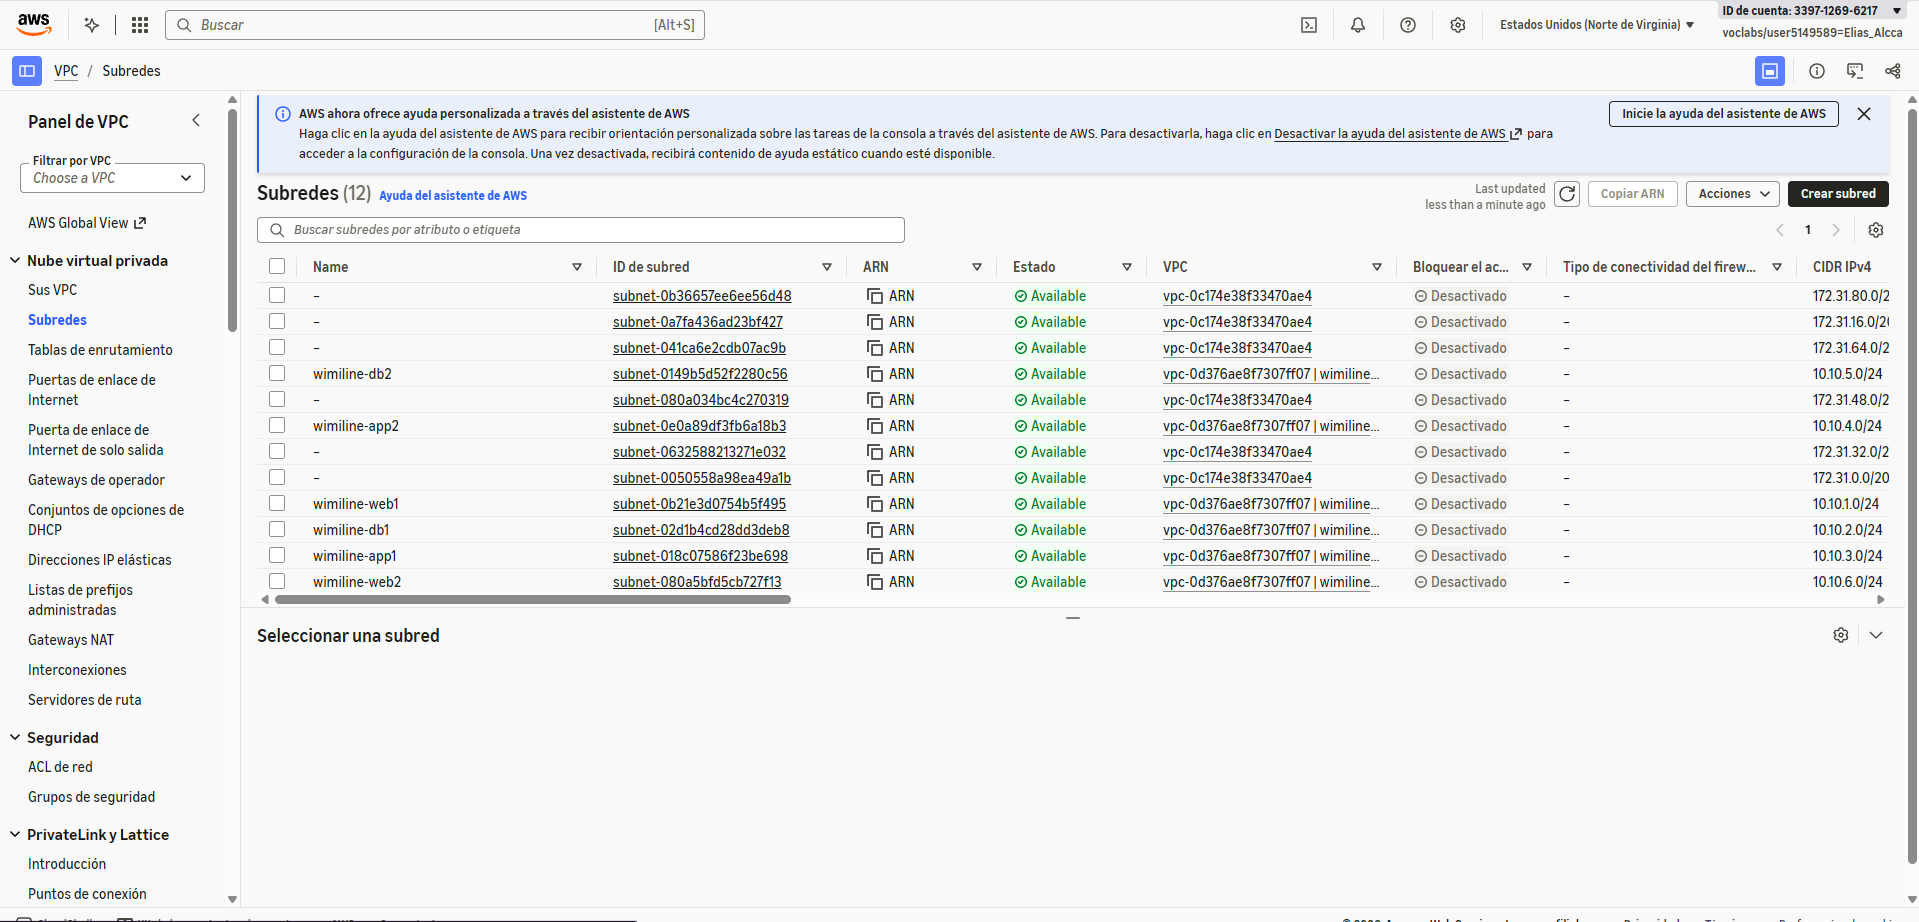 aws
Buscar
[Alt+S]
Estados Unidos (Norte de Virginia)
ID de cuenta: 3397-1269-6217
voclabs/user5149589=Elias_Alcca
VPC / Subredes
Panel de VPC
Filtrar por VPC
Choose a VPC
AWS Global View
Nube virtual privada
Sus VPC
Subredes
Tablas de enrutamiento
Puertas de enlace de
Internet
Puerta de enlace de
Internet de solo salida
Gateways de operador
Conjuntos de opciones de
DHCP
Direcciones IP elásticas
Listas de prefijos
administradas
Gateways NAT
Interconexiones
Servidores de ruta
Seguridad
ACL de red
Grupos de seguridad
PrivateLink y Lattice
Introducción
Puntos de conexión
AWS ahora ofrece ayuda personalizada a través del asistente de AWS
Haga clic en la ayuda del asistente de AWS para recibir orientación personalizada sobre las tareas de la consola a través del asistente de AWS. Para desactivarla, haga clic en Desactivar la ayuda del asistente de AWS para
acceder a la configuración de la consola. Una vez desactivada, recibirá contenido de ayuda estático cuando esté disponible.
Inicie la ayuda del asistente de AWS
Subredes (12) Ayuda del asistente de AWS
Last updated
less than a minute ago
Copiar ARN
Acciones
Crear subred
Buscar subredes por atributo o etiqueta
1
Name ID de subred ARN Estado VPC Bloquear el ac... Tipo de conectividad del firew... CIDR IPv4
– subnet-0b36657ee6ee56d48 ARN Available vpc-0c174e38f33470ae4 Desactivado – 172.31.80.0/2
– subnet-0a7fa436ad23bf427 ARN Available vpc-0c174e38f33470ae4 Desactivado – 172.31.16.0/20
– subnet-041ca6e2cdb07ac9b ARN Available vpc-0c174e38f33470ae4 Desactivado – 172.31.64.0/2
wimiline-db2 subnet-0149b5d52f2280c56 ARN Available vpc-0d376ae8f7307ff07 | wimiline... Desactivado – 10.10.5.0/24
– subnet-080a034bc4c270319 ARN Available vpc-0c174e38f33470ae4 Desactivado – 172.31.48.0/2
wimiline-app2 subnet-0e0a89df3fb6a18b3 ARN Available vpc-0d376ae8f7307ff07 | wimiline... Desactivado – 10.10.4.0/24
– subnet-0632588213271e032 ARN Available vpc-0c174e38f33470ae4 Desactivado – 172.31.32.0/2
– subnet-0050558a98ea49a1b ARN Available vpc-0c174e38f33470ae4 Desactivado – 172.31.0.0/20
wimiline-web1 subnet-0b21e3d0754b5f495 ARN Available vpc-0d376ae8f7307ff07 | wimiline... Desactivado – 10.10.1.0/24
wimiline-db1 subnet-02d1b4cd28dd3deb8 ARN Available vpc-0d376ae8f7307ff07 | wimiline... Desactivado – 10.10.2.0/24
wimiline-app1 subnet-018c07586f23be698 ARN Available vpc-0d376ae8f7307ff07 | wimiline... Desactivado – 10.10.3.0/24
wimiline-web2 subnet-080a5bfd5cb727f13 ARN Available vpc-0d376ae8f7307ff07 | wimiline... Desactivado – 10.10.6.0/24
Seleccionar una subred